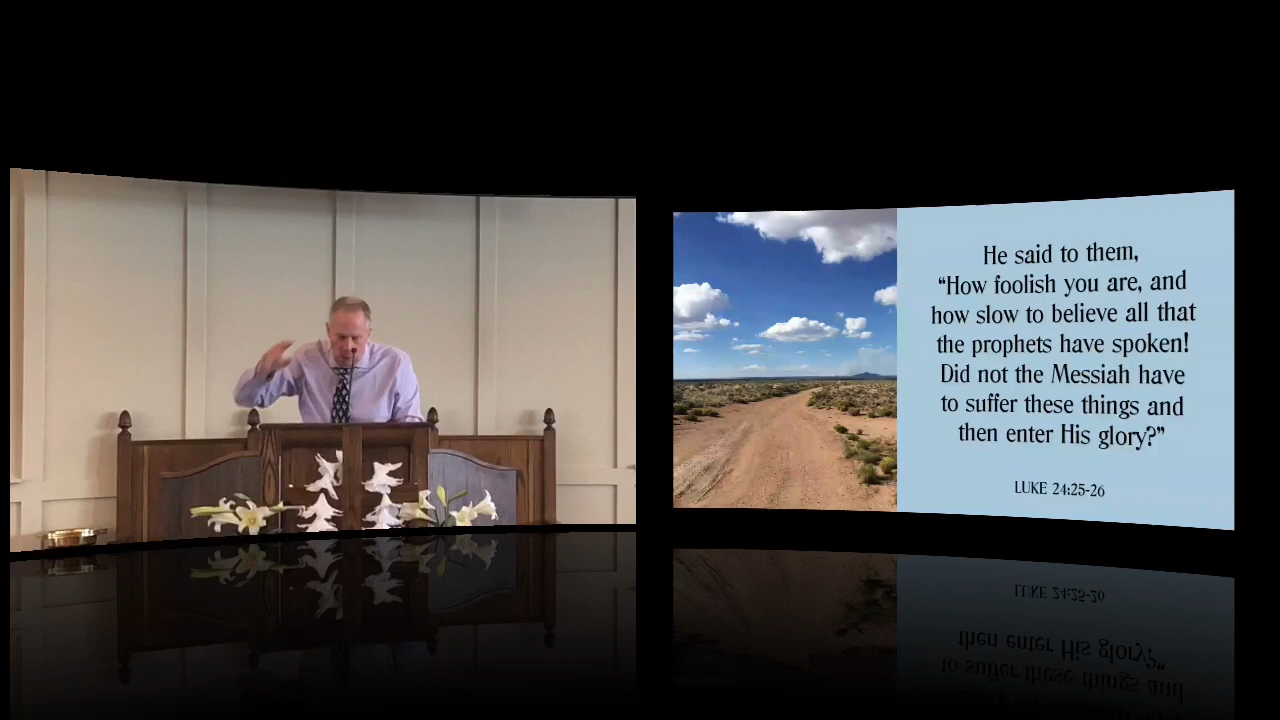 He said to them,
“How foolish you are, and
how slow to believe all that
the prophets have spoken!
Did not the Messiah have
to suffer these things and
then enter His glory?”
LUKE 24:25-26